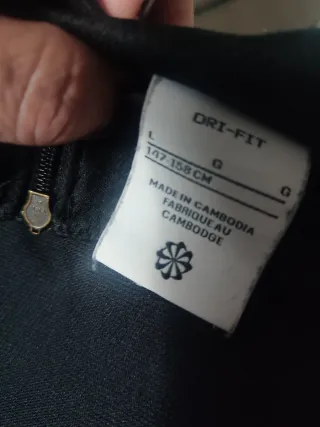 DRI-FIT
L G G
147-158 CM
MADE IN CAMBODIA
FABRIQUE AU
CAMBODGE